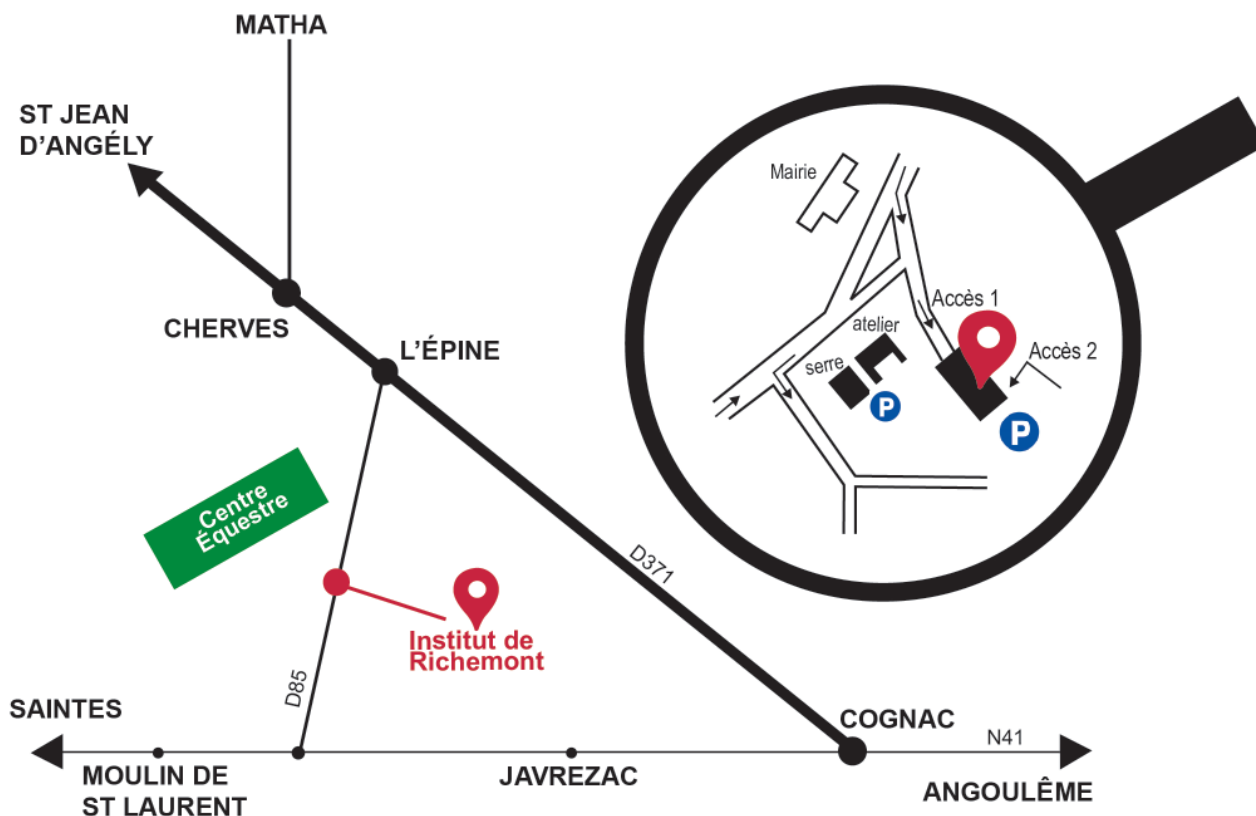 MATHA
ST JEAN
D'ANGÉLY
CHERVES
L'ÉPINE
Mairie
Accès 1
atelier
Accès 2
serre
P
P
Centre
Équestre
D371
Institut de
Richemont
D85
SAINTES
COGNAC
N41
MOULIN DE
ST LAURENT
JAVREZAC
ANGOULÊME